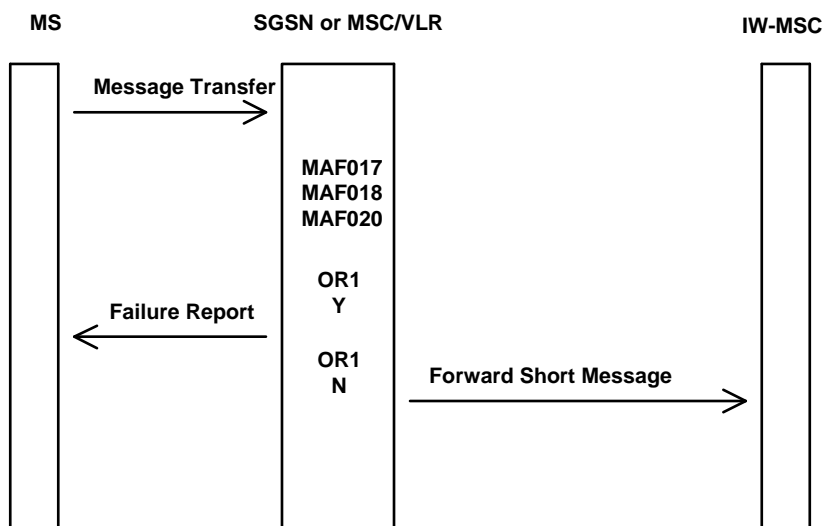 MS
SGSN or MSC/VLR
IW-MSC
Message Transfer
MAF017
MAF018
MAF020
OR1
Y
Failure Report
OR1
N
Forward Short Message